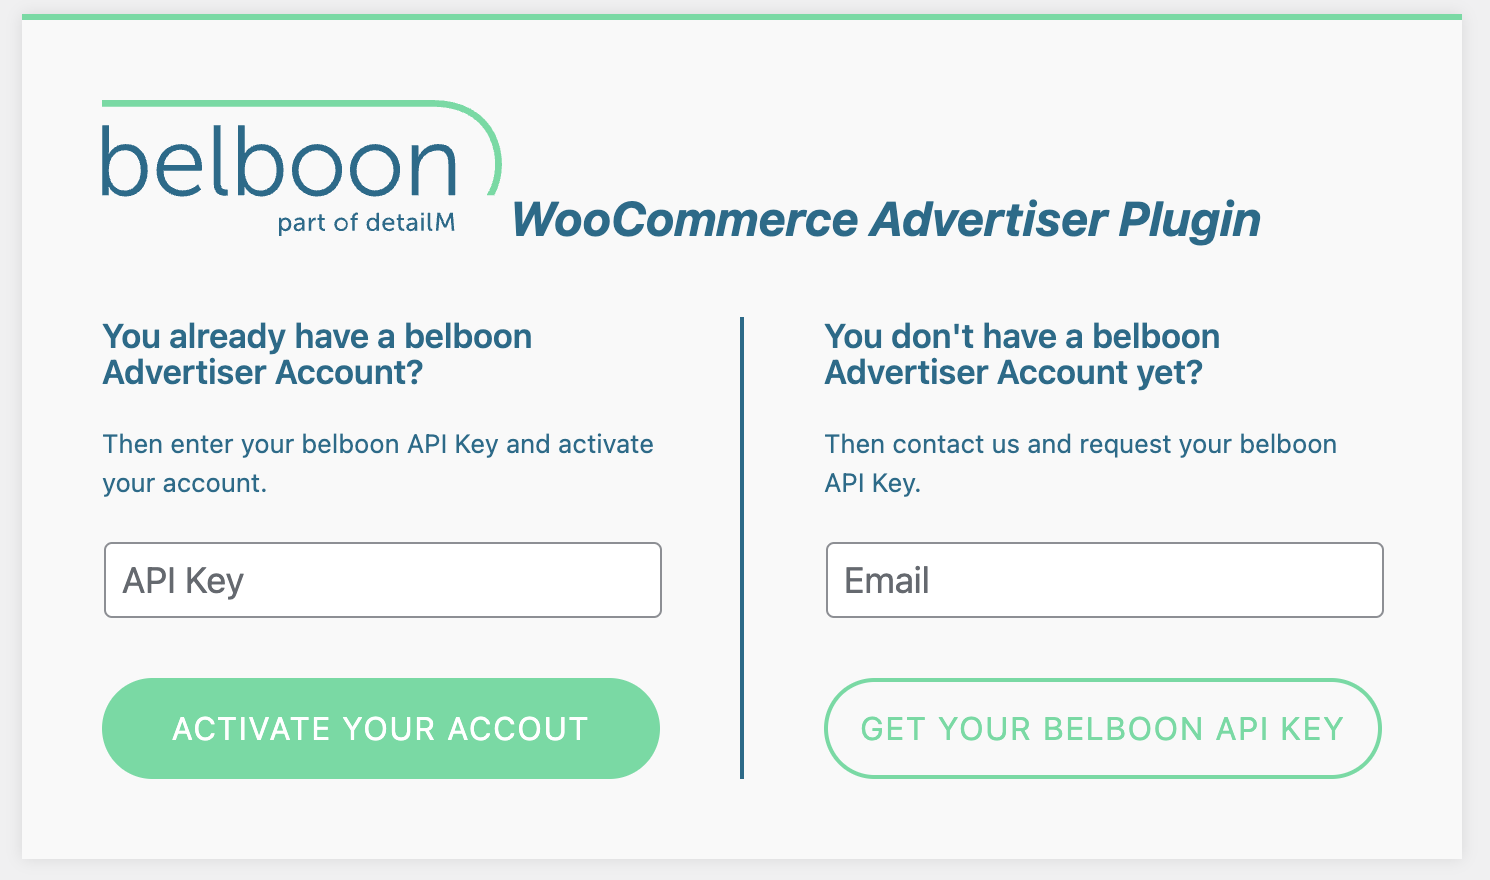 belboon
part of detailM
WooCommerce Advertiser Plugin
You already have a belboon
Advertiser Account?
Then enter your belboon API Key and activate
your account.
API Key
ACTIVATE YOUR ACCOUT
You don't have a belboon
Advertiser Account yet?
Then contact us and request your belboon
API Key.
Email
GET YOUR BELBOON API KEY